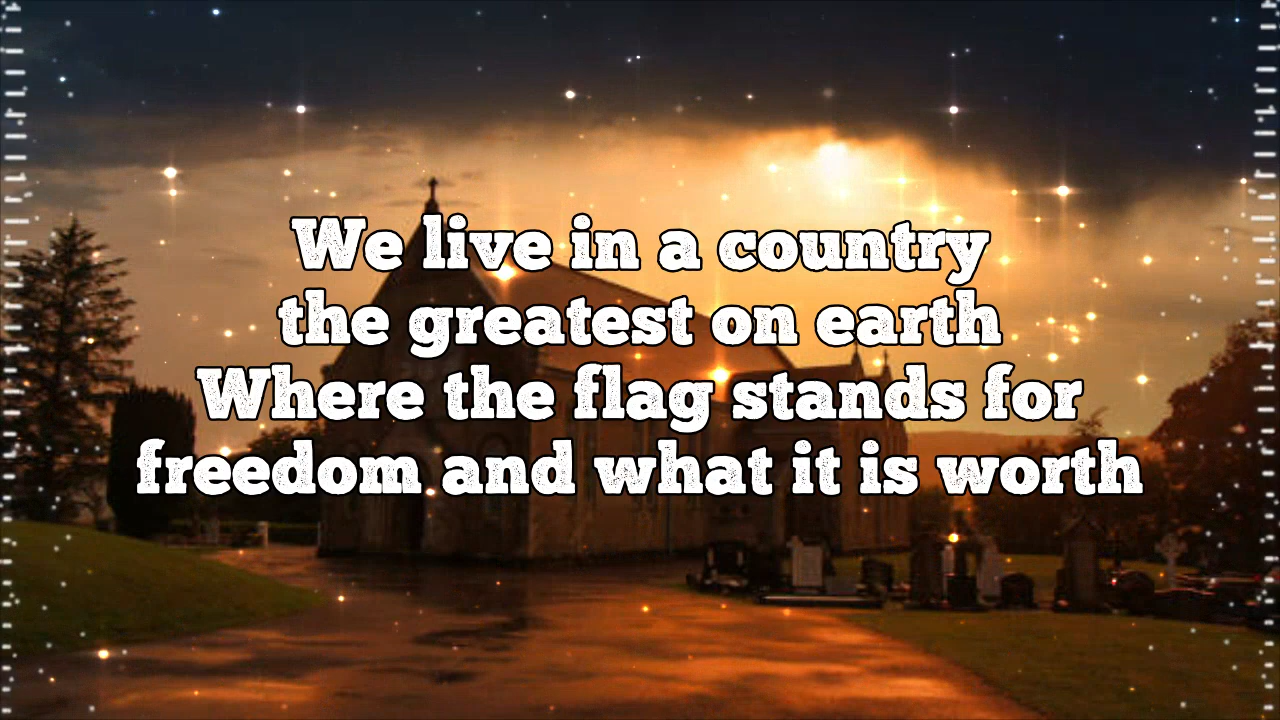 We live in a country
the greatest on earth
Where the flag stands for
freedom and what it is worth